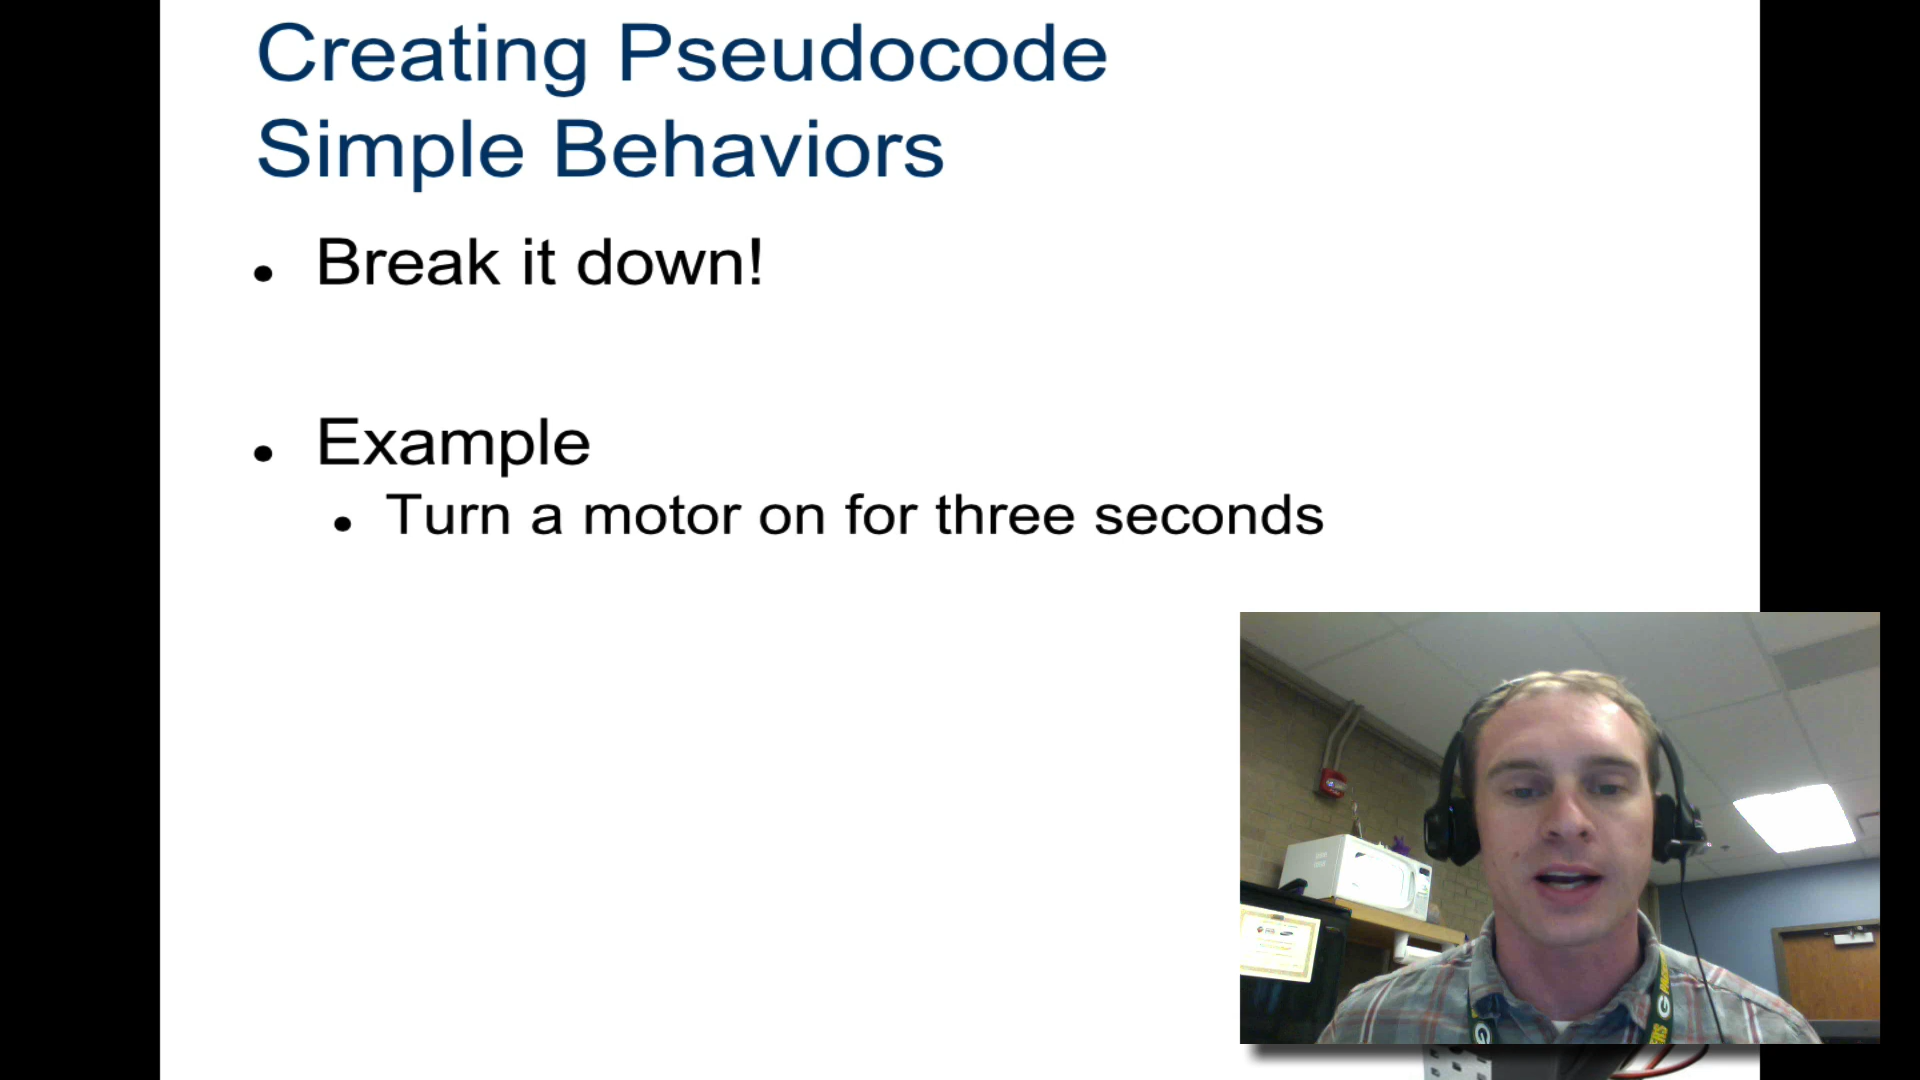 Creating Pseudocode
Simple Behaviors
• Break it down!
• Example
• Turn a motor on for three seconds
G
G